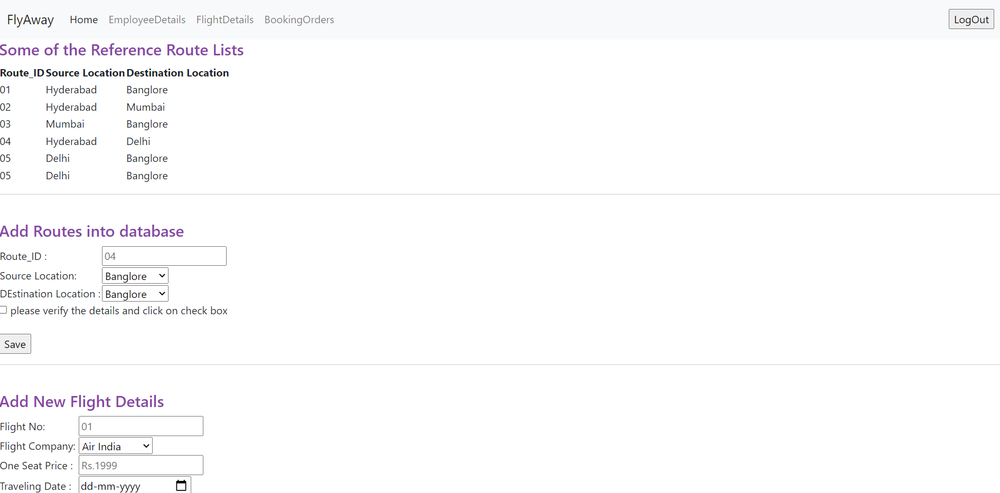 FlyAway Home EmployeeDetails FlightDetails BookingOrders LogOut
Some of the Reference Route Lists
Route_ID Source Location Destination Location
01 Hyderabad Banglore
02 Hyderabad Mumbai
03 Mumbai Banglore
04 Hyderabad Delhi
05 Delhi Banglore
05 Delhi Banglore
Add Routes into database
Route_ID : 04
Source Location: Banglore
DEstination Location : Banglore
please verify the details and click on check box
Save
Add New Flight Details
Flight No: 01
Flight Company: Air India
One Seat Price : Rs.1999
Traveling Date : dd-mm-yyyy